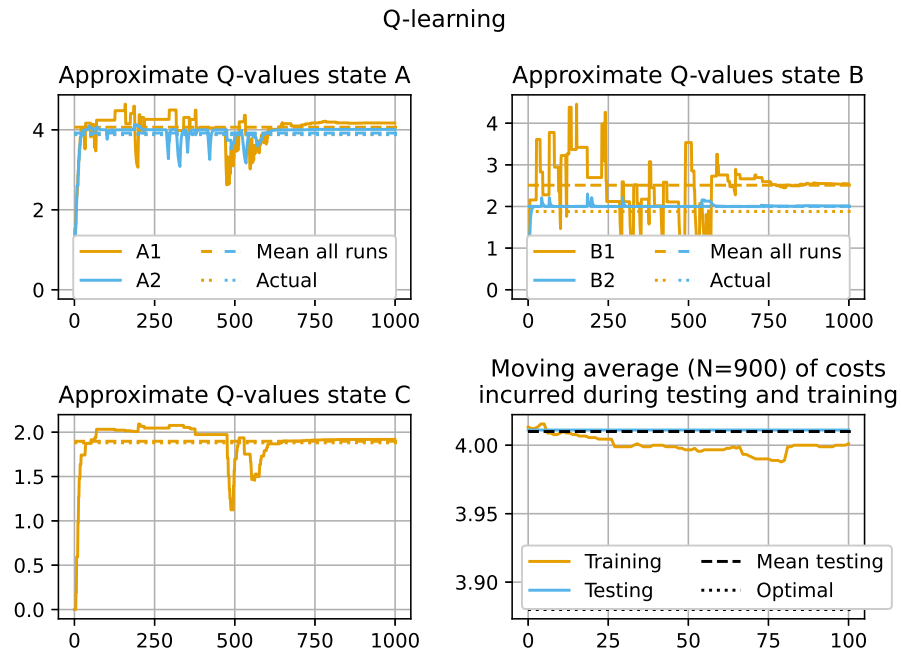 Q-learning
Approximate Q-values state A
4
2
0
A1
A2
Mean all runs
Actual
0 250 500 750 1000
Approximate Q-values state B
4
3
2
1
0
B1
B2
Mean all runs
Actual
0 250 500 750 1000
Approximate Q-values state C
2.0
1.5
1.0
0.5
0.0
0 250 500 750 1000
Moving average (N=900) of costs
incurred during testing and training
4.00
3.95
3.90
Training
Testing
Mean testing
Optimal
0 25 50 75 100